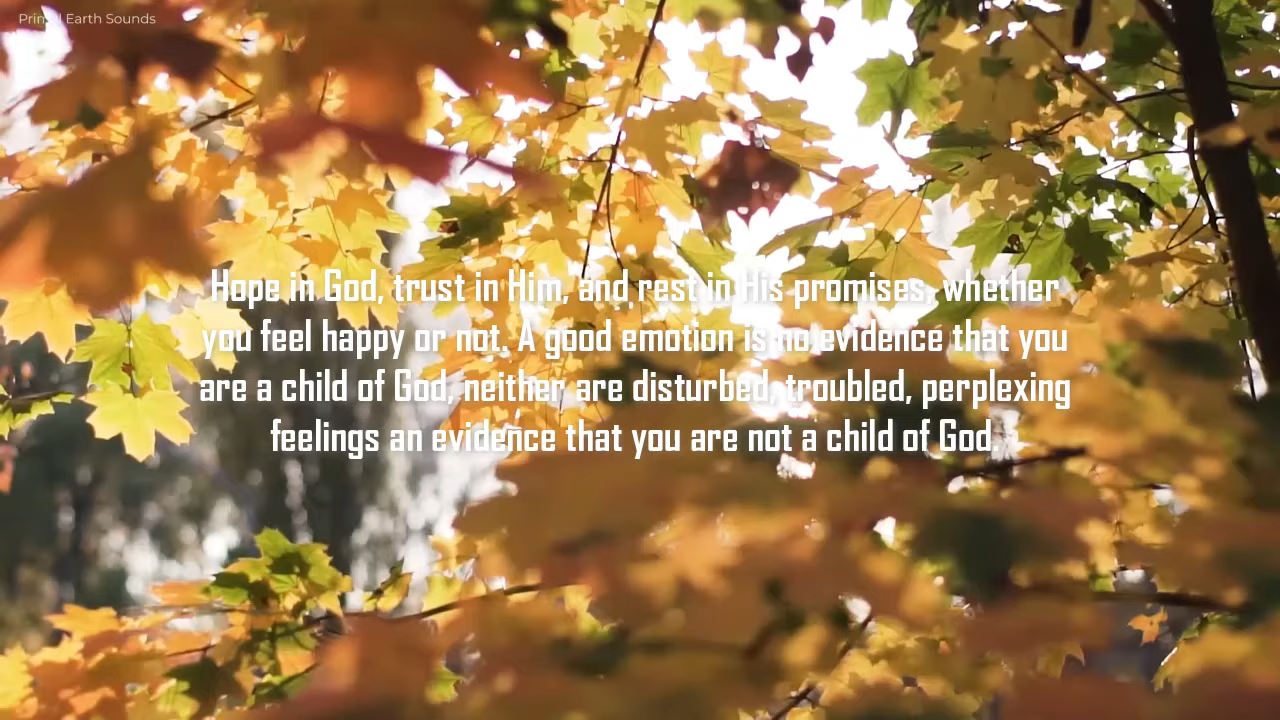 Primal Earth Sounds
Hope in God, trust in Him, and rest in His promises, whether
you feel happy or not. A good emotion is no evidence that you
are a child of God, neither are disturbed, troubled, perplexing
feelings an evidence that you are not a child of God.